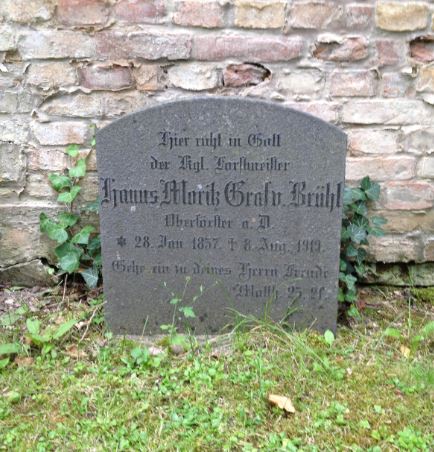 Hier ruht in Gott
der Kgl. Forstmeister
Hanns Moritz Graf v. Brühl
Oberförster a. D.
* 28. Jan 1837. † 8. Aug. 1919.
Gehe ein zu deines Herrn Freude
Matth. 25. 21.